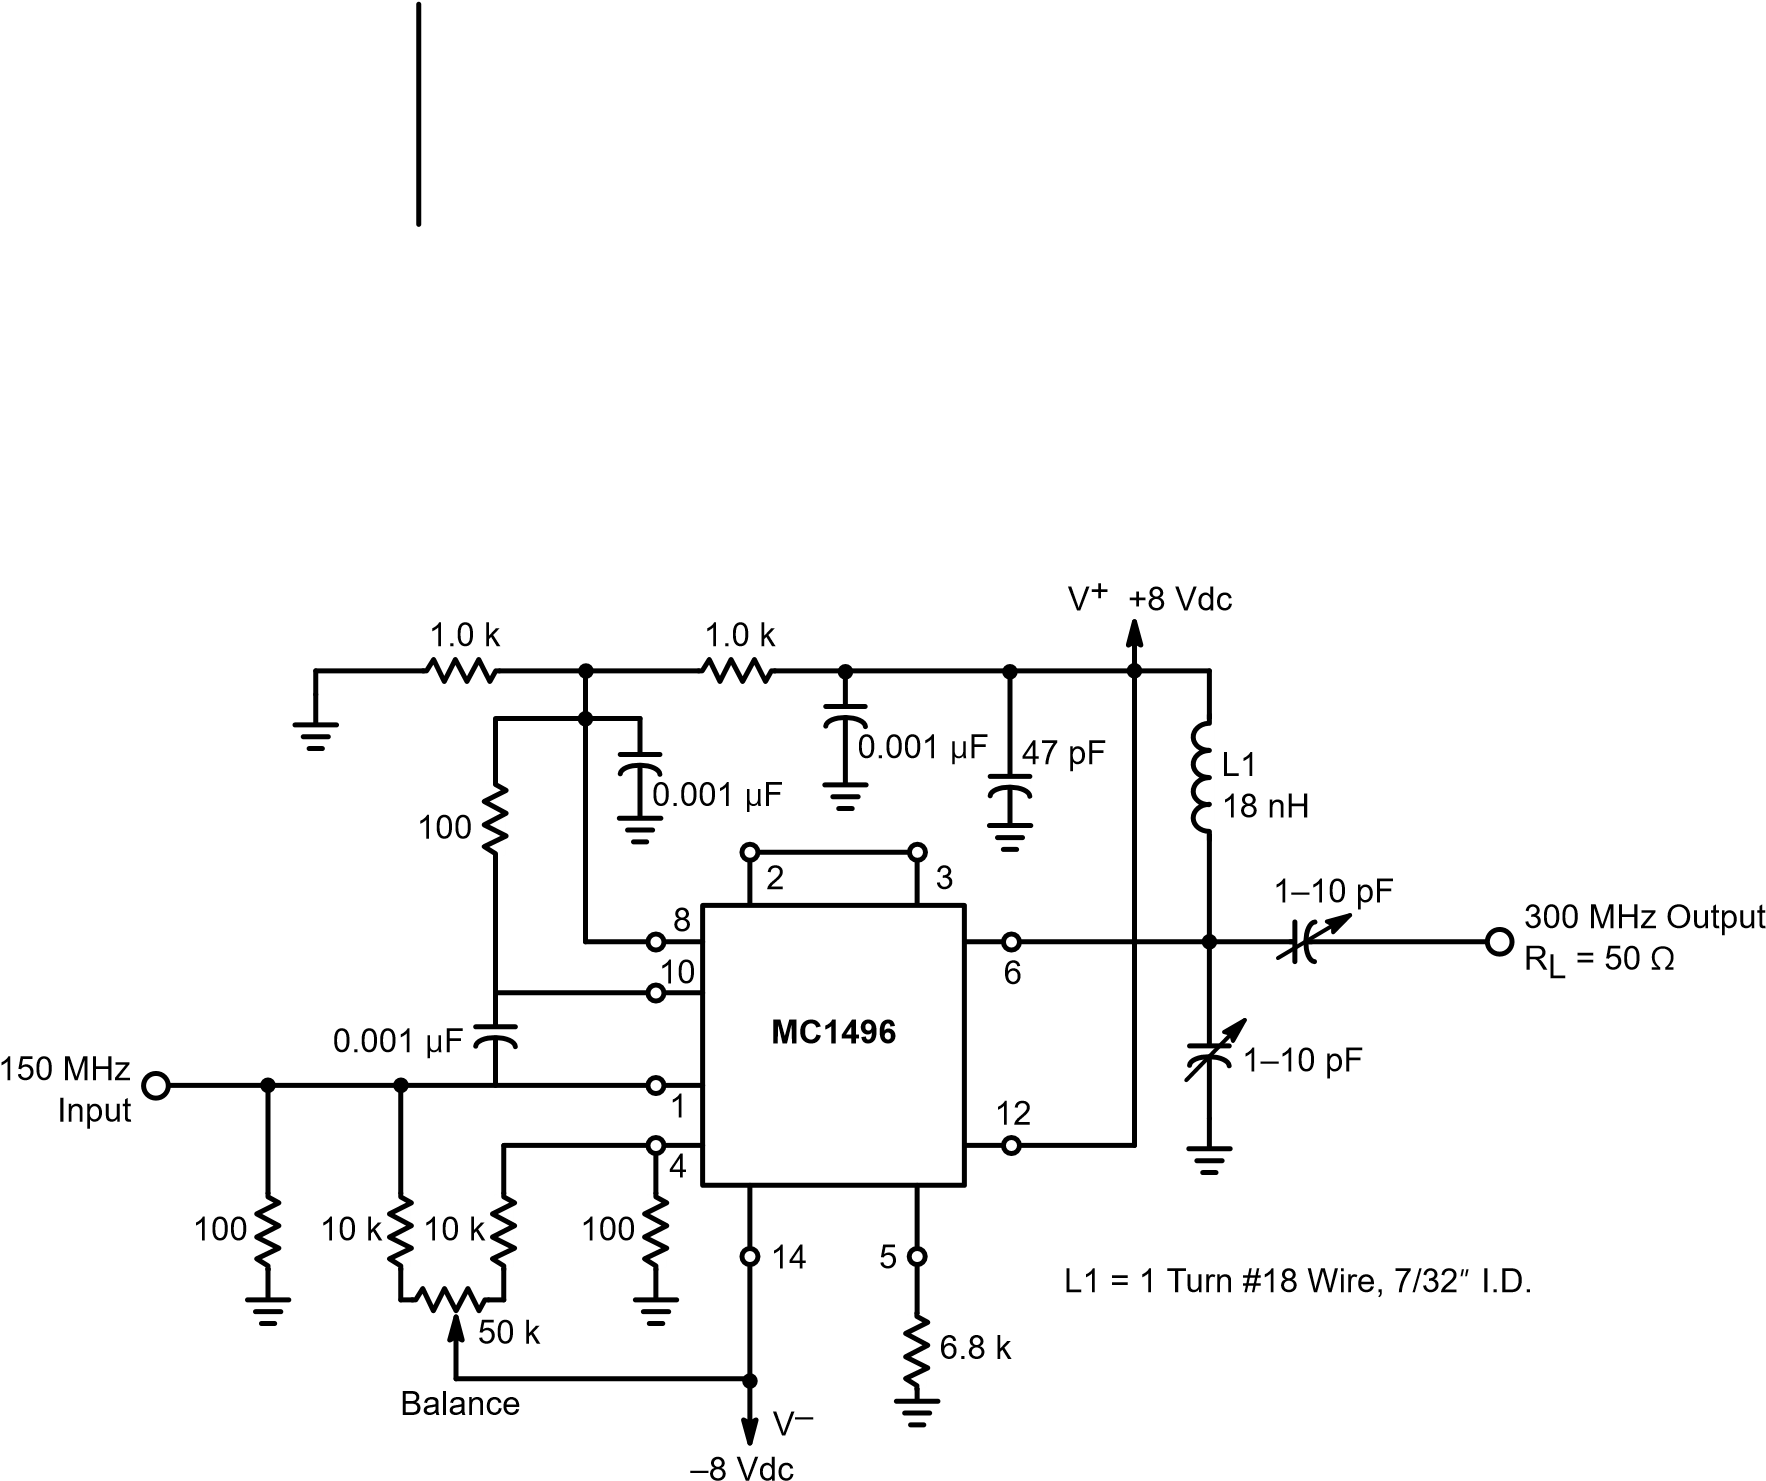 V+ +8 Vdc
1.0 k
1.0 k
0.001 µF
47 pF
L1
18 nH
0.001 µF
100
2
3
1–10 pF
8
300 MHz Output
RL = 50 Ω
10
6
MC1496
0.001 µF
150 MHz
Input
1–10 pF
1
12
4
100
10 k
10 k
100
14
5
L1 = 1 Turn #18 Wire, 7/32″ I.D.
50 k
6.8 k
Balance
V–
–8 Vdc